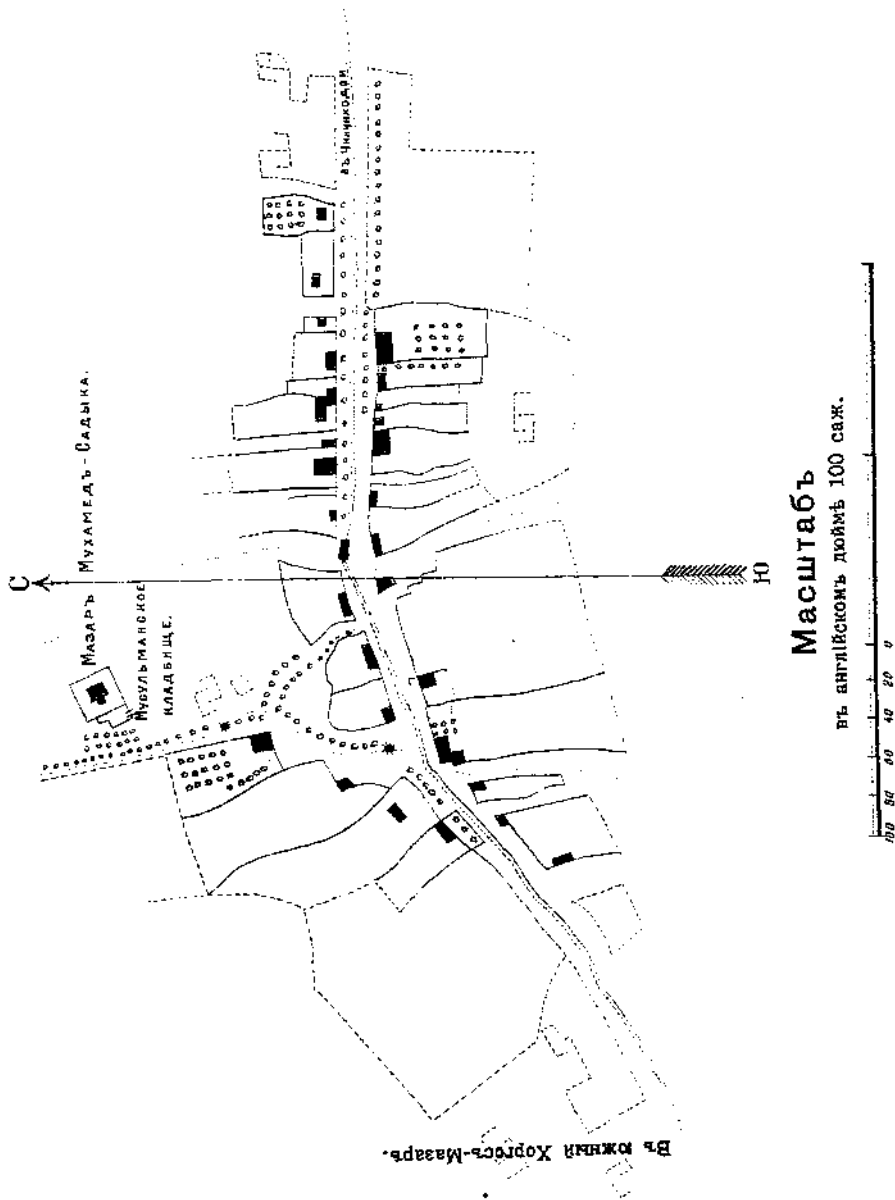 С
Мазаръ Мухамедъ-Садыка.
Мусульманское
кладбище.
въ Чинчиходзи
Ю
Въ южный Хоргосъ-Мазаръ.
Масштабъ
въ англійскомъ дюймѣ 100 саж.
100 80 60 40 20 0